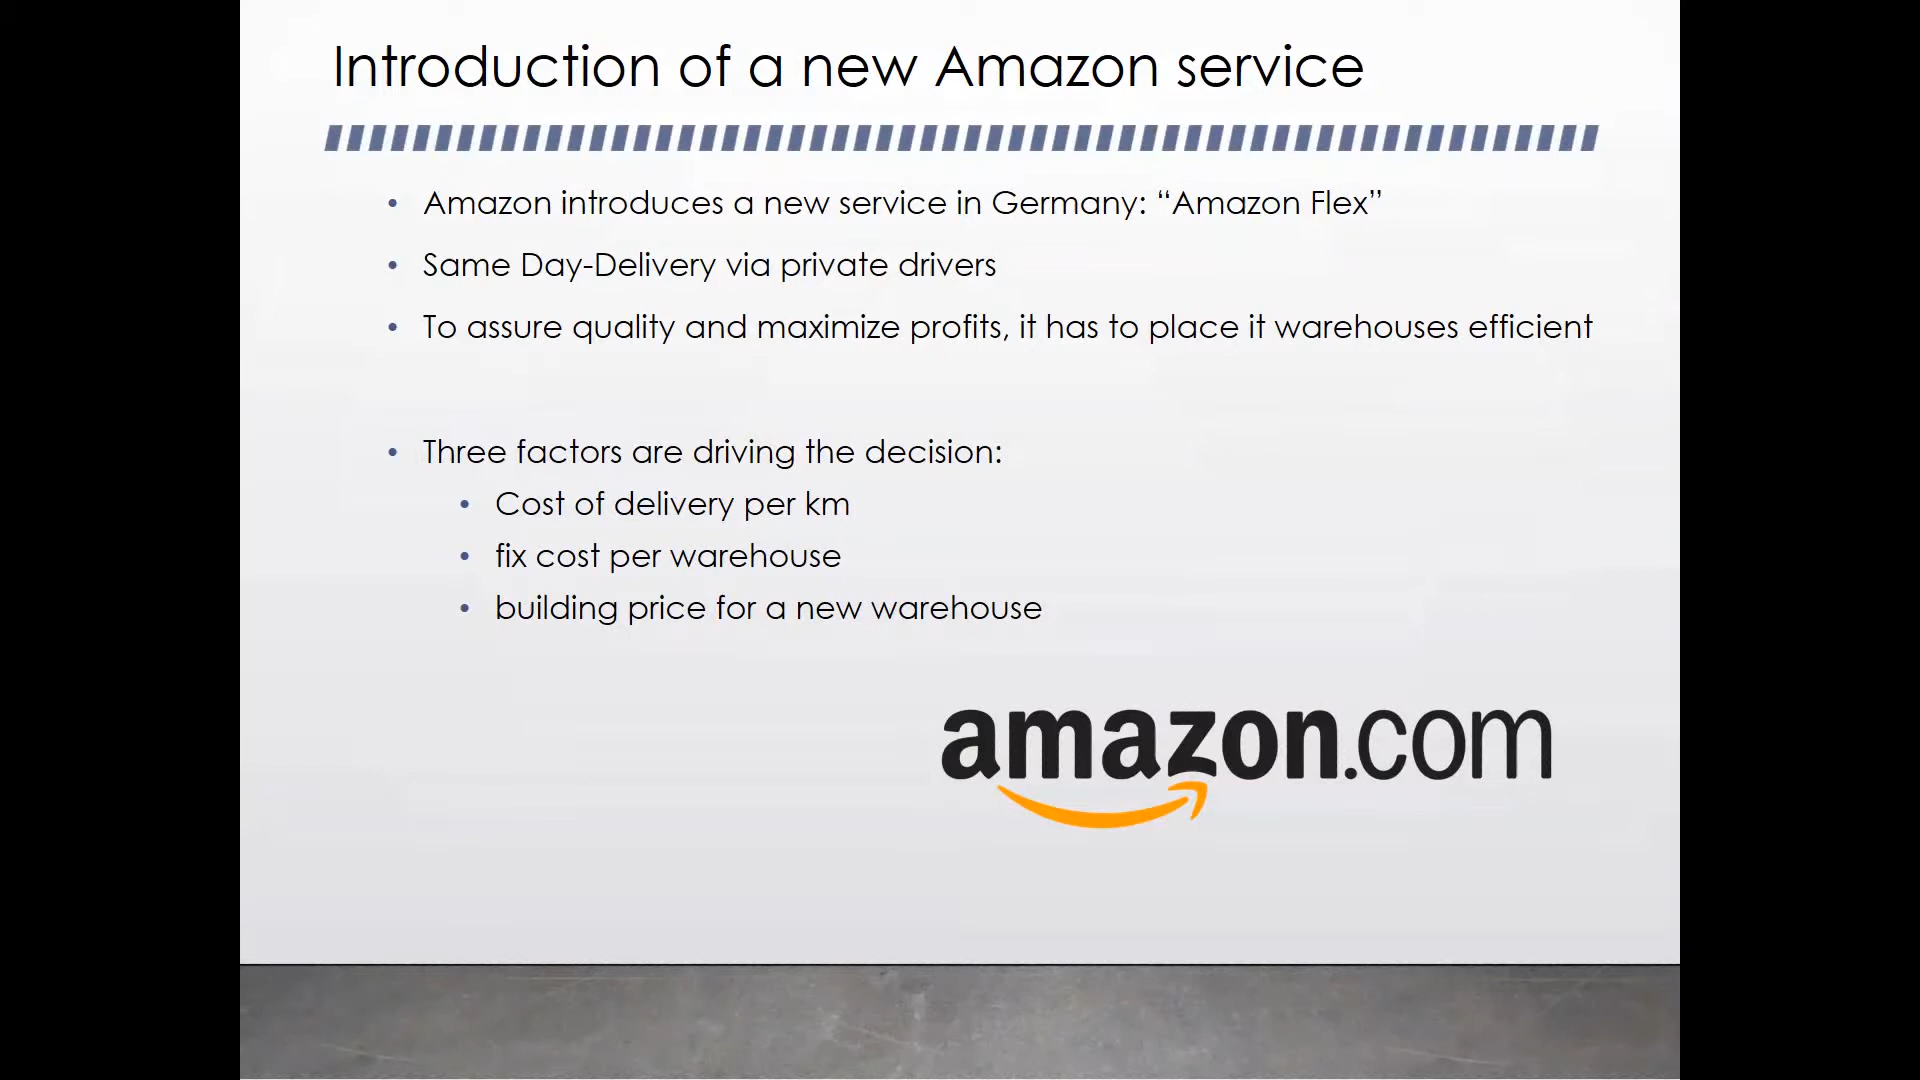 Introduction of a new Amazon service
• Amazon introduces a new service in Germany: “Amazon Flex”
• Same Day-Delivery via private drivers
• To assure quality and maximize profits, it has to place it warehouses efficient
• Three factors are driving the decision:
• Cost of delivery per km
• fix cost per warehouse
• building price for a new warehouse
amazon.com